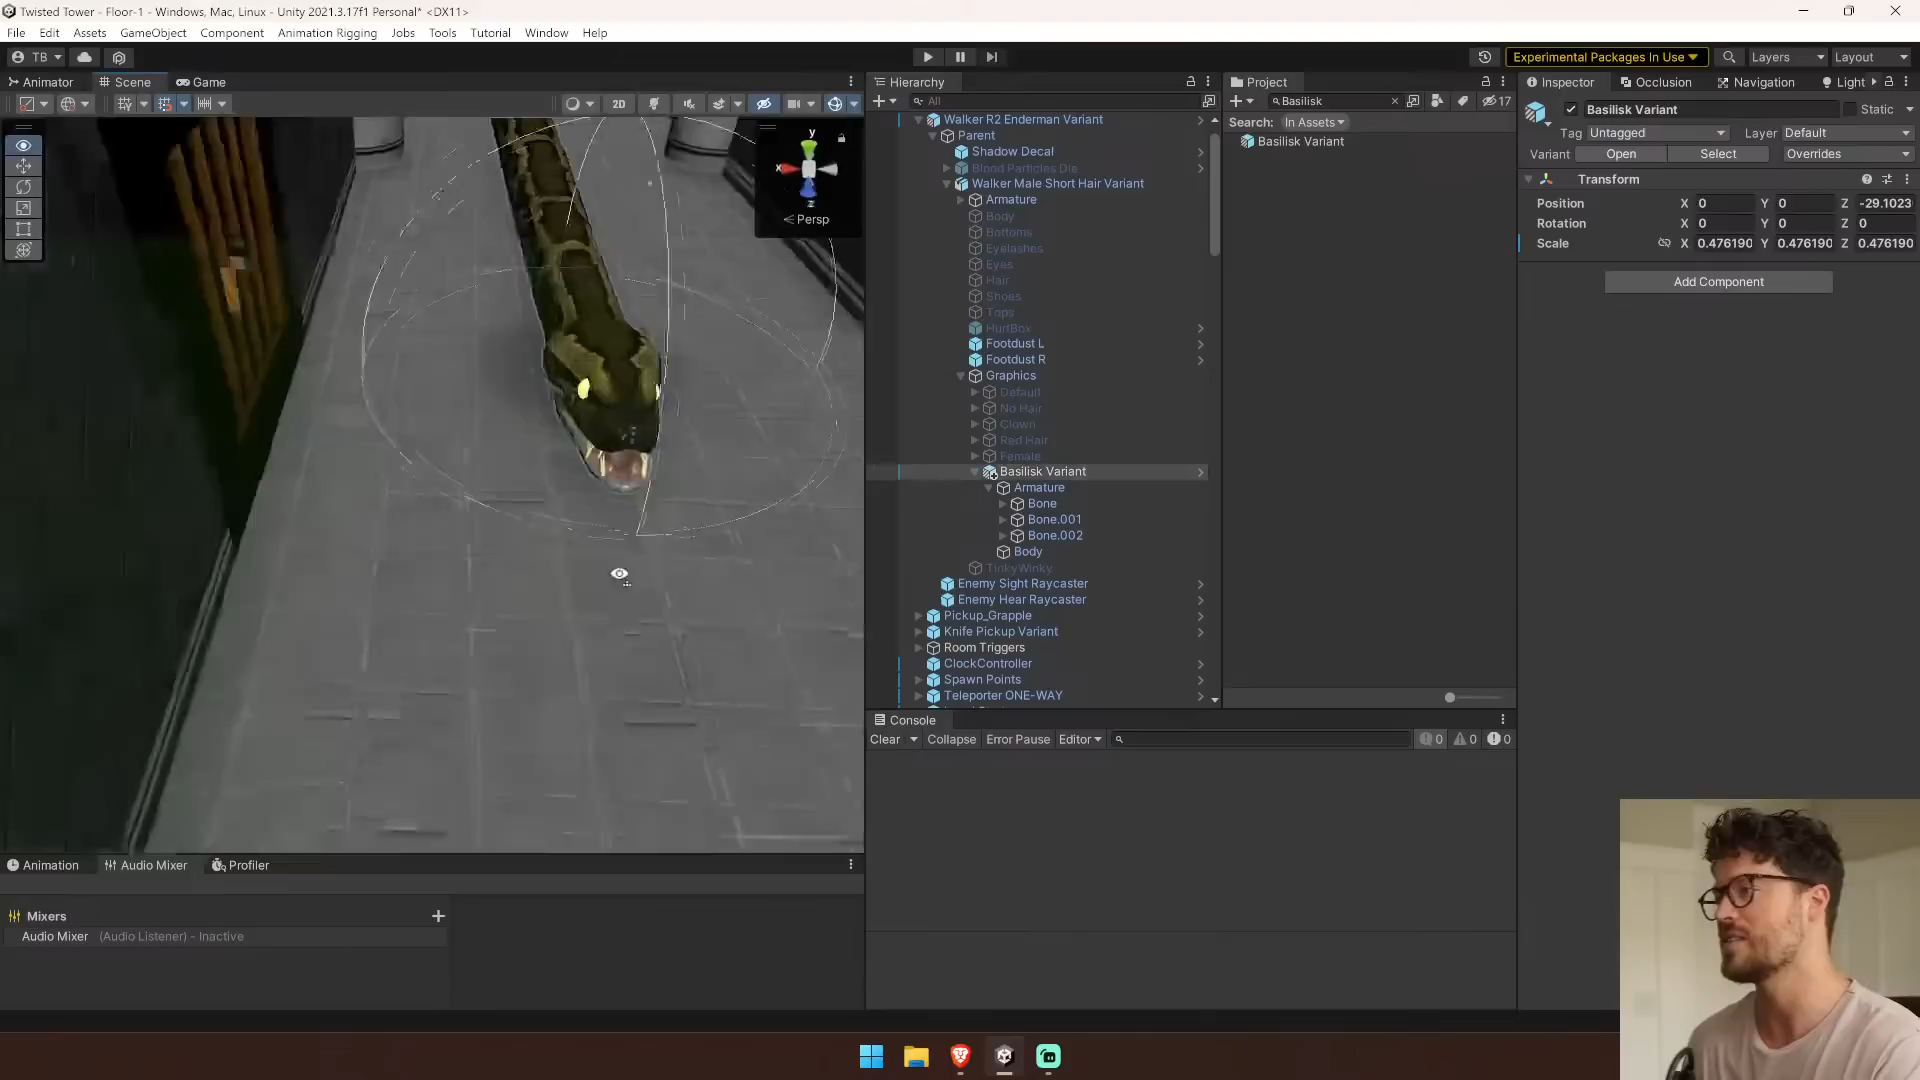 Twisted Tower - Floor-1 - Windows, Mac, Linux - Unity 2021.3.17f1 Personal* <DX11>
File Edit Assets GameObject Component Animation Rigging Jobs Tools Tutorial Window Help
TB
Experimental Packages In Use
Layers
Layout
Animator
Scene
Game
2D
y
x
z
Persp
Hierarchy
All
Walker R2 Enderman Variant
Parent
Shadow Decal
Blood Particles Die
Walker Male Short Hair Variant
Armature
Body
Bottoms
Eyelashes
Eyes
Hair
Shoes
Tops
HurtBox
Footdust L
Footdust R
Graphics
Default
No Hair
Clown
Red Hair
Female
Basilisk Variant
Armature
Bone
Bone.001
Bone.002
Body
TinkyWinky
Enemy Sight Raycaster
Enemy Hear Raycaster
Pickup_Grapple
Knife Pickup Variant
Room Triggers
ClockController
Spawn Points
Teleporter ONE-WAY
Project
Basilisk
17
Search: In Assets
Basilisk Variant
Inspector
Occlusion
Navigation
Light
Basilisk Variant
Static
Tag Untagged Layer Default
Variant Open Select Overrides
Transform
Position X 0 Y 0 Z -29.1023
Rotation X 0 Y 0 Z 0
Scale X 0.476190 Y 0.476190 Z 0.476190
Add Component
Console
Clear Collapse Error Pause Editor
0 0 0
Animation
Audio Mixer
Profiler
Mixers
Audio Mixer (Audio Listener) - Inactive